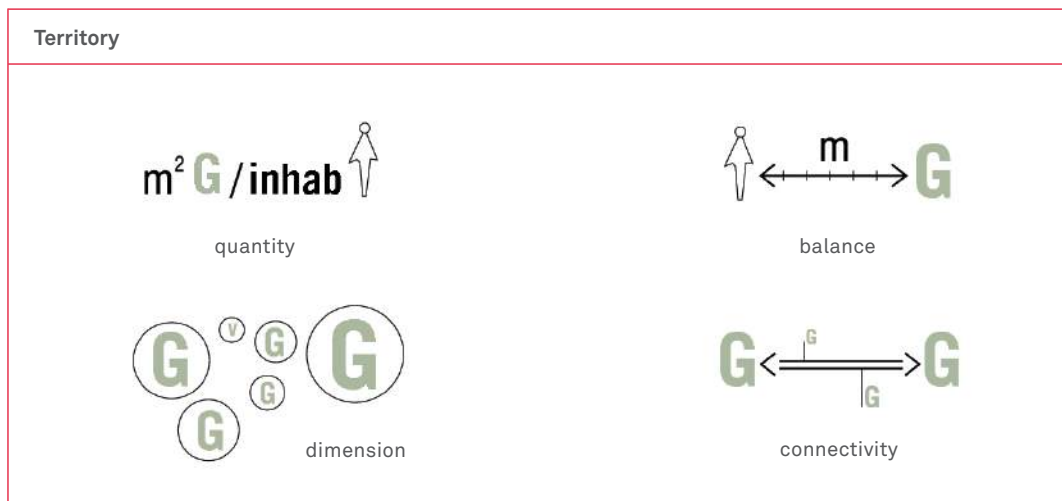 Territory
m² G / inhab
quantity
m
G
balance
G
V
G
G
G
G
dimension
G
G
G
G
connectivity